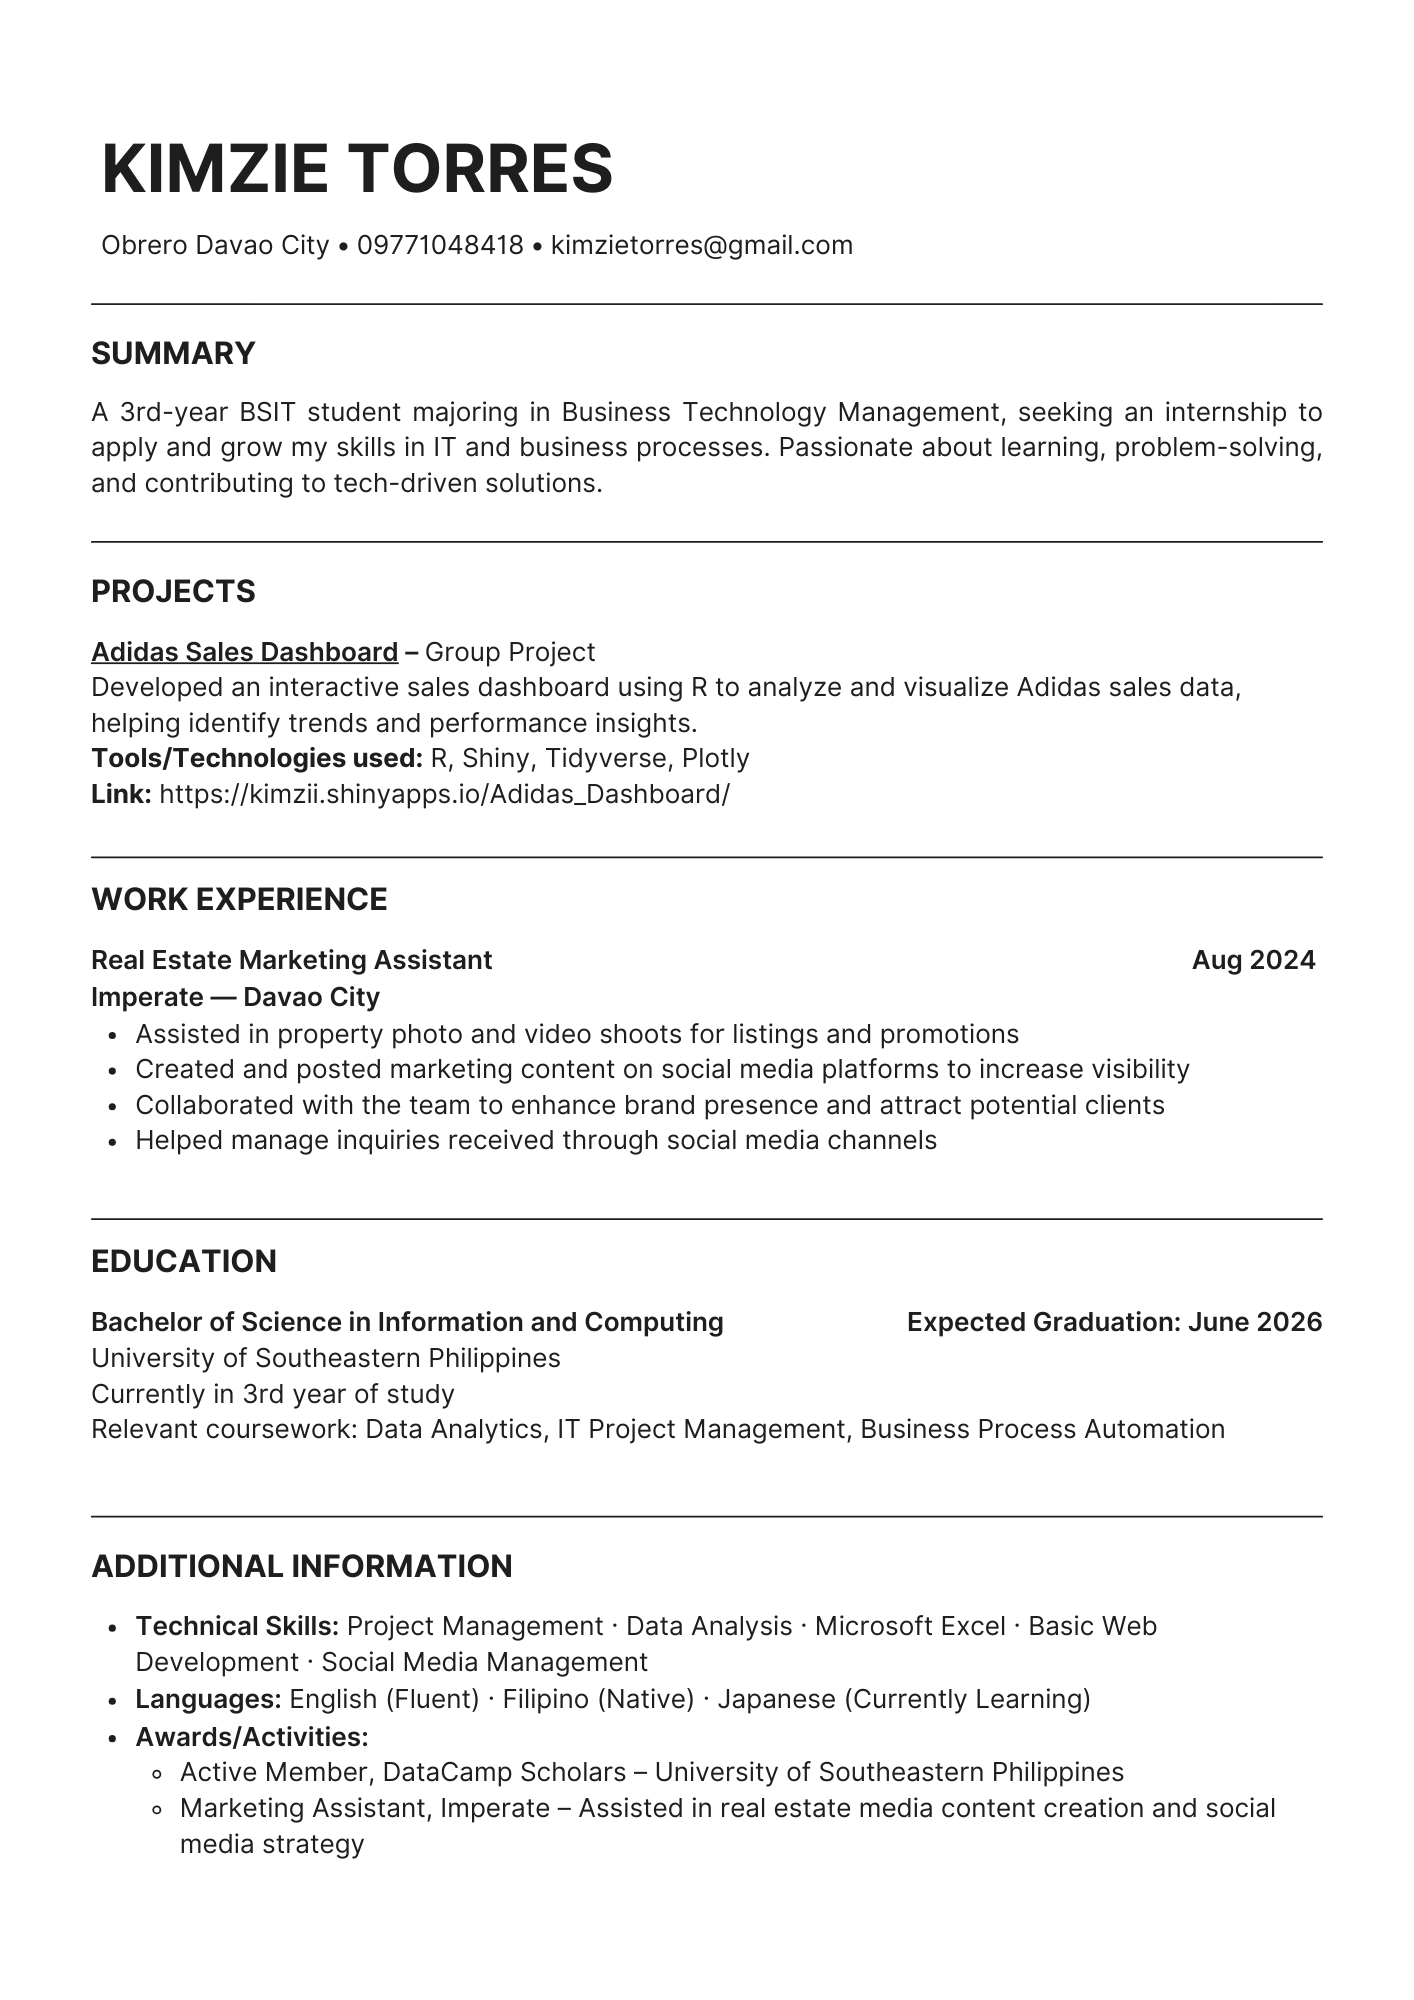 KIMZIE TORRES
Obrero Davao City • 09771048418 • kimzietorres@gmail.com
SUMMARY
A 3rd-year BSIT student majoring in Business Technology Management, seeking an internship to
apply and grow my skills in IT and business processes. Passionate about learning, problem-solving,
and contributing to tech-driven solutions.
PROJECTS
Adidas Sales Dashboard – Group Project
Developed an interactive sales dashboard using R to analyze and visualize Adidas sales data,
helping identify trends and performance insights.
Tools/Technologies used: R, Shiny, Tidyverse, Plotly
Link: https://kimzii.shinyapps.io/Adidas_Dashboard/
WORK EXPERIENCE
Real Estate Marketing Assistant Aug 2024
Imperate — Davao City
• Assisted in property photo and video shoots for listings and promotions
• Created and posted marketing content on social media platforms to increase visibility
• Collaborated with the team to enhance brand presence and attract potential clients
• Helped manage inquiries received through social media channels
EDUCATION
Bachelor of Science in Information and Computing Expected Graduation: June 2026
University of Southeastern Philippines
Currently in 3rd year of study
Relevant coursework: Data Analytics, IT Project Management, Business Process Automation
ADDITIONAL INFORMATION
• Technical Skills: Project Management · Data Analysis · Microsoft Excel · Basic Web
Development · Social Media Management
• Languages: English (Fluent) · Filipino (Native) · Japanese (Currently Learning)
• Awards/Activities:
◦ Active Member, DataCamp Scholars – University of Southeastern Philippines
◦ Marketing Assistant, Imperate – Assisted in real estate media content creation and social
media strategy